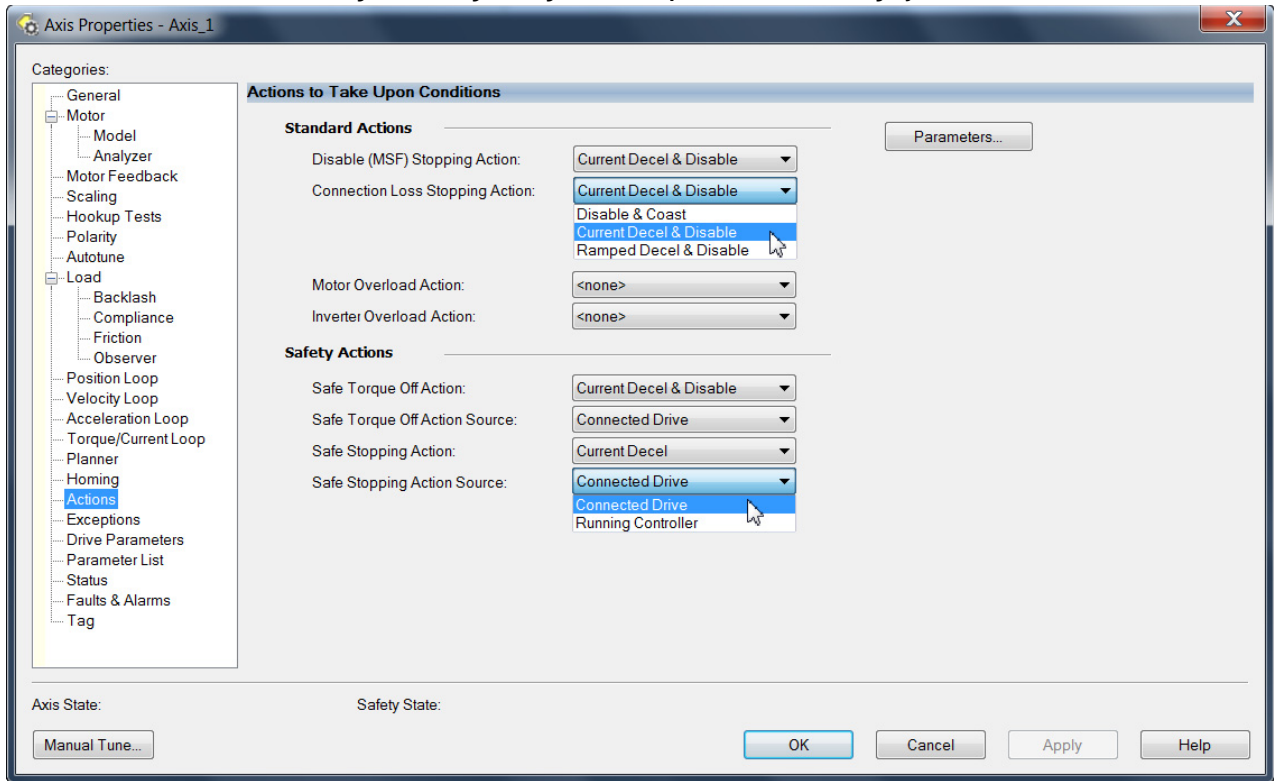 Axis Properties - Axis_1
X
Categories:
General
Motor
Model
Analyzer
Motor Feedback
Scaling
Hookup Tests
Polarity
Autotune
Load
Backlash
Compliance
Friction
Observer
Position Loop
Velocity Loop
Acceleration Loop
Torque/Current Loop
Planner
Homing
Actions
Exceptions
Drive Parameters
Parameter List
Status
Faults & Alarms
Tag
Actions to Take Upon Conditions
Standard Actions
Parameters...
Disable (MSF) Stopping Action: Current Decel & Disable
Connection Loss Stopping Action: Current Decel & Disable
Disable & Coast
Current Decel & Disable
Ramped Decel & Disable
Motor Overload Action: <none>
Inverter Overload Action: <none>
Safety Actions
Safe Torque Off Action: Current Decel & Disable
Safe Torque Off Action Source: Connected Drive
Safe Stopping Action: Current Decel
Safe Stopping Action Source: Connected Drive
Connected Drive
Running Controller
Axis State: Safety State:
Manual Tune... OK Cancel Apply Help